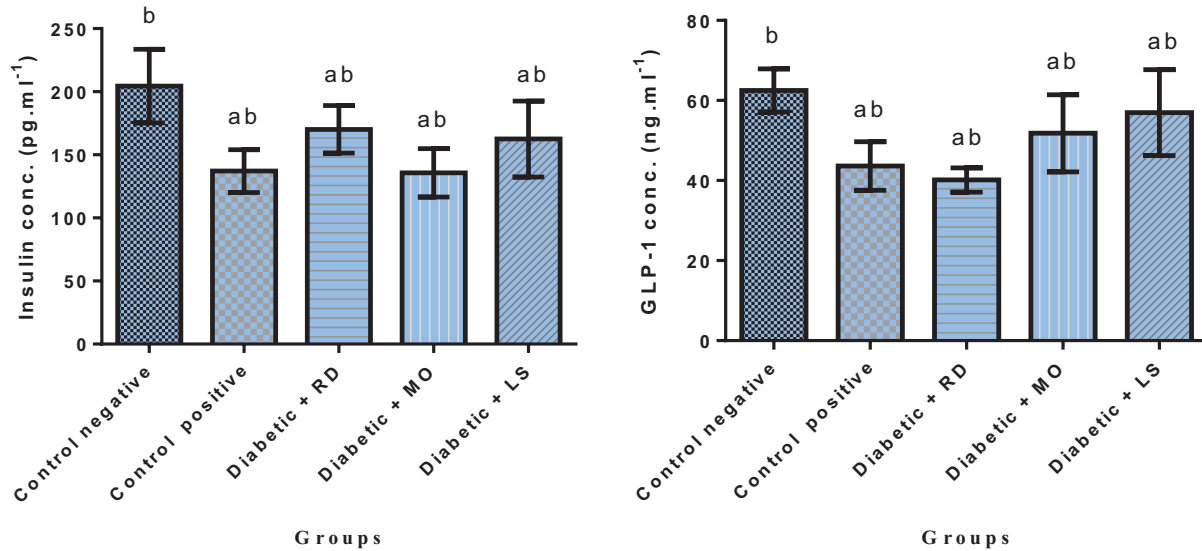 Insulin conc. (pg.ml⁻¹)
250
200
150
100
50
0
b
ab
ab
ab
ab
Control negative
Control positive
Diabetic + RD
Diabetic + MO
Diabetic + LS
Groups
GLP-1 conc. (ng.ml⁻¹)
80
60
40
20
0
b
ab
ab
ab
ab
Control negative
Control positive
Diabetic + RD
Diabetic + MO
Diabetic + LS
Groups